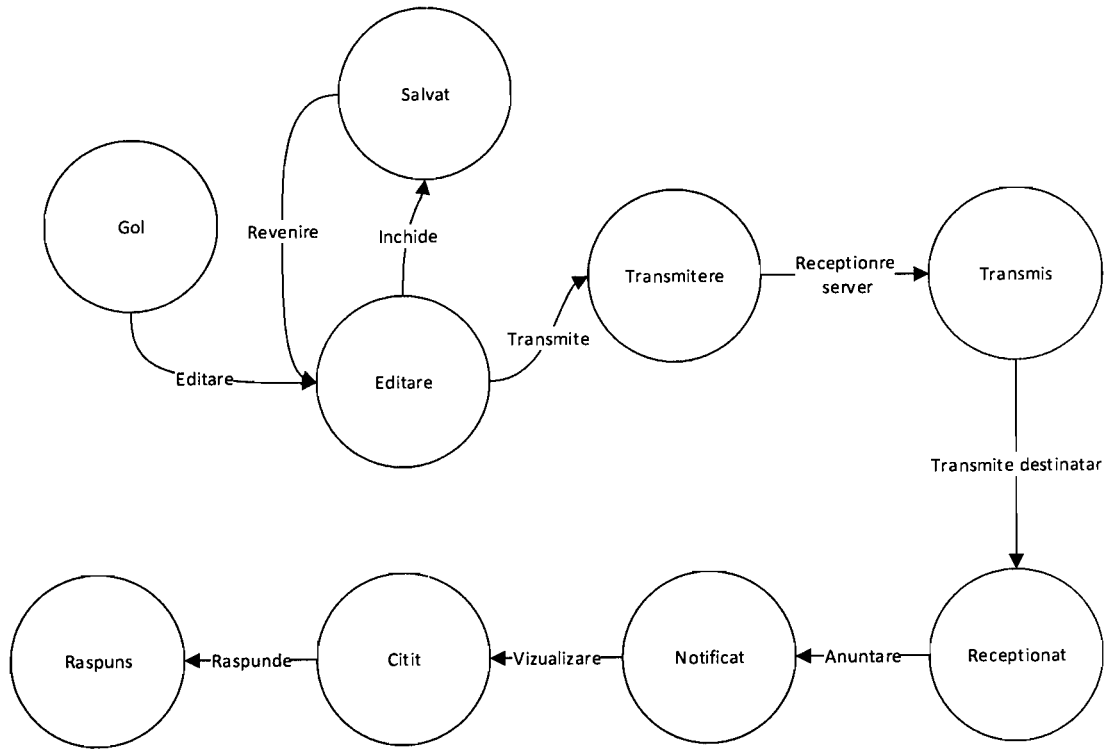 Salvat
Gol
Revenire
Inchide
Transmitere
Receptionre
server
Transmis
Transmite
Editare
Editare
Transmite destinatar
Raspuns
Raspunde
Citit
Vizualizare
Notificat
Anuntare
Receptionat